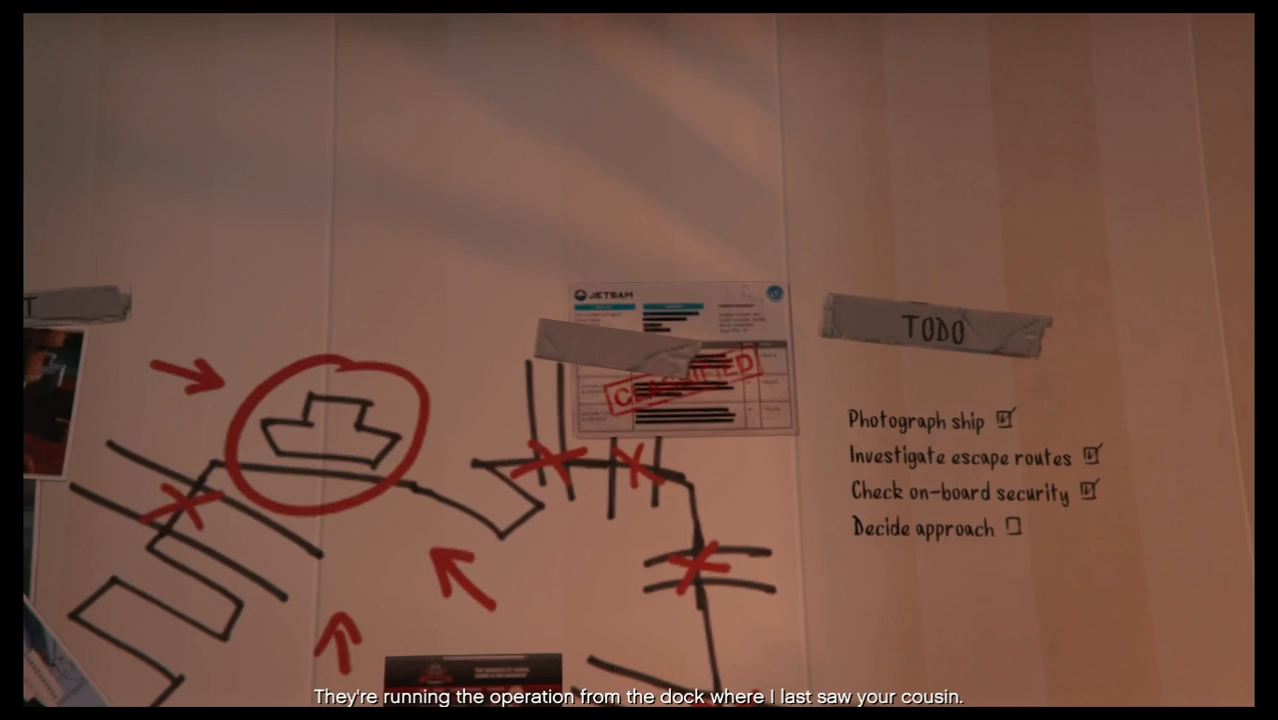 T
JETSAM
CLASSIFIED
TODO
Photograph ship
Investigate escape routes
Check on-board security
Decide approach
They're running the operation from the dock where I last saw your cousin.